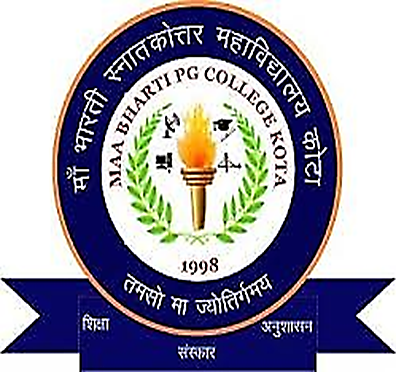 माँ भारती स्नातकोत्तर महाविद्यालय कोटा
MAA BHARTI PG COLLEGE KOTA
1998
तमसो मा ज्योतिर्गमय
शिक्षा
संस्कार
अनुशासन